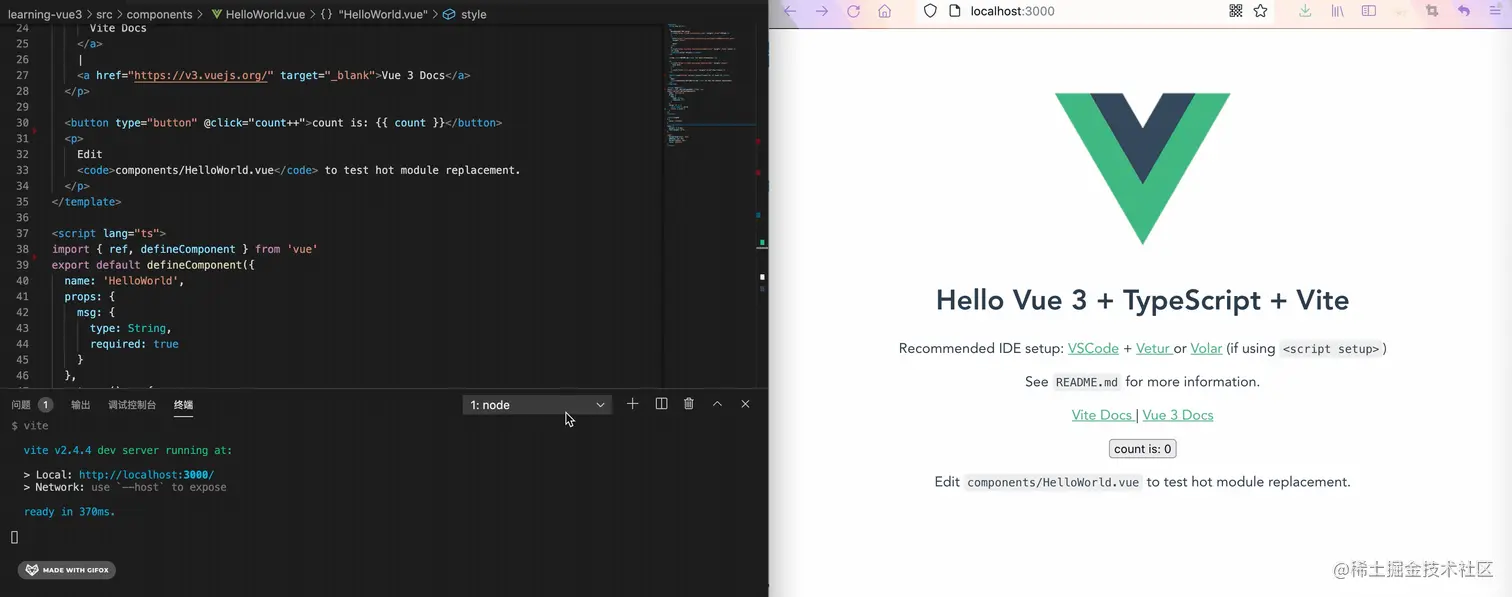 learning-vue3 > src > components > HelloWorld.vue > {} "HelloWorld.vue" > style
24 Vite Docs
25 </a>
26 |
27 <a href="https://v3.vuejs.org/" target="_blank">Vue 3 Docs</a>
28 </p>
29
30 <button type="button" @click="count++">count is: {{ count }}</button>
31 <p>
32 Edit
33 <code>components/HelloWorld.vue</code> to test hot module replacement.
34 </p>
35 </template>
36
37 <script lang="ts">
38 import { ref, defineComponent } from 'vue'
39 export default defineComponent({
40 name: 'HelloWorld',
41 props: {
42 msg: {
43 type: String,
44 required: true
45 }
46 },
问题 1 输出 调试控制台 终端 1: node
$ vite
vite v2.4.4 dev server running at:
> Local: http://localhost:3000/
> Network: use `--host` to expose
ready in 370ms.
MADE WITH GIFOX
localhost:3000
Hello Vue 3 + TypeScript + Vite
Recommended IDE setup: VSCode + Vetur or Volar (if using <script setup>)
See README.md for more information.
Vite Docs | Vue 3 Docs
count is: 0
Edit components/HelloWorld.vue to test hot module replacement.
@稀土掘金技术社区